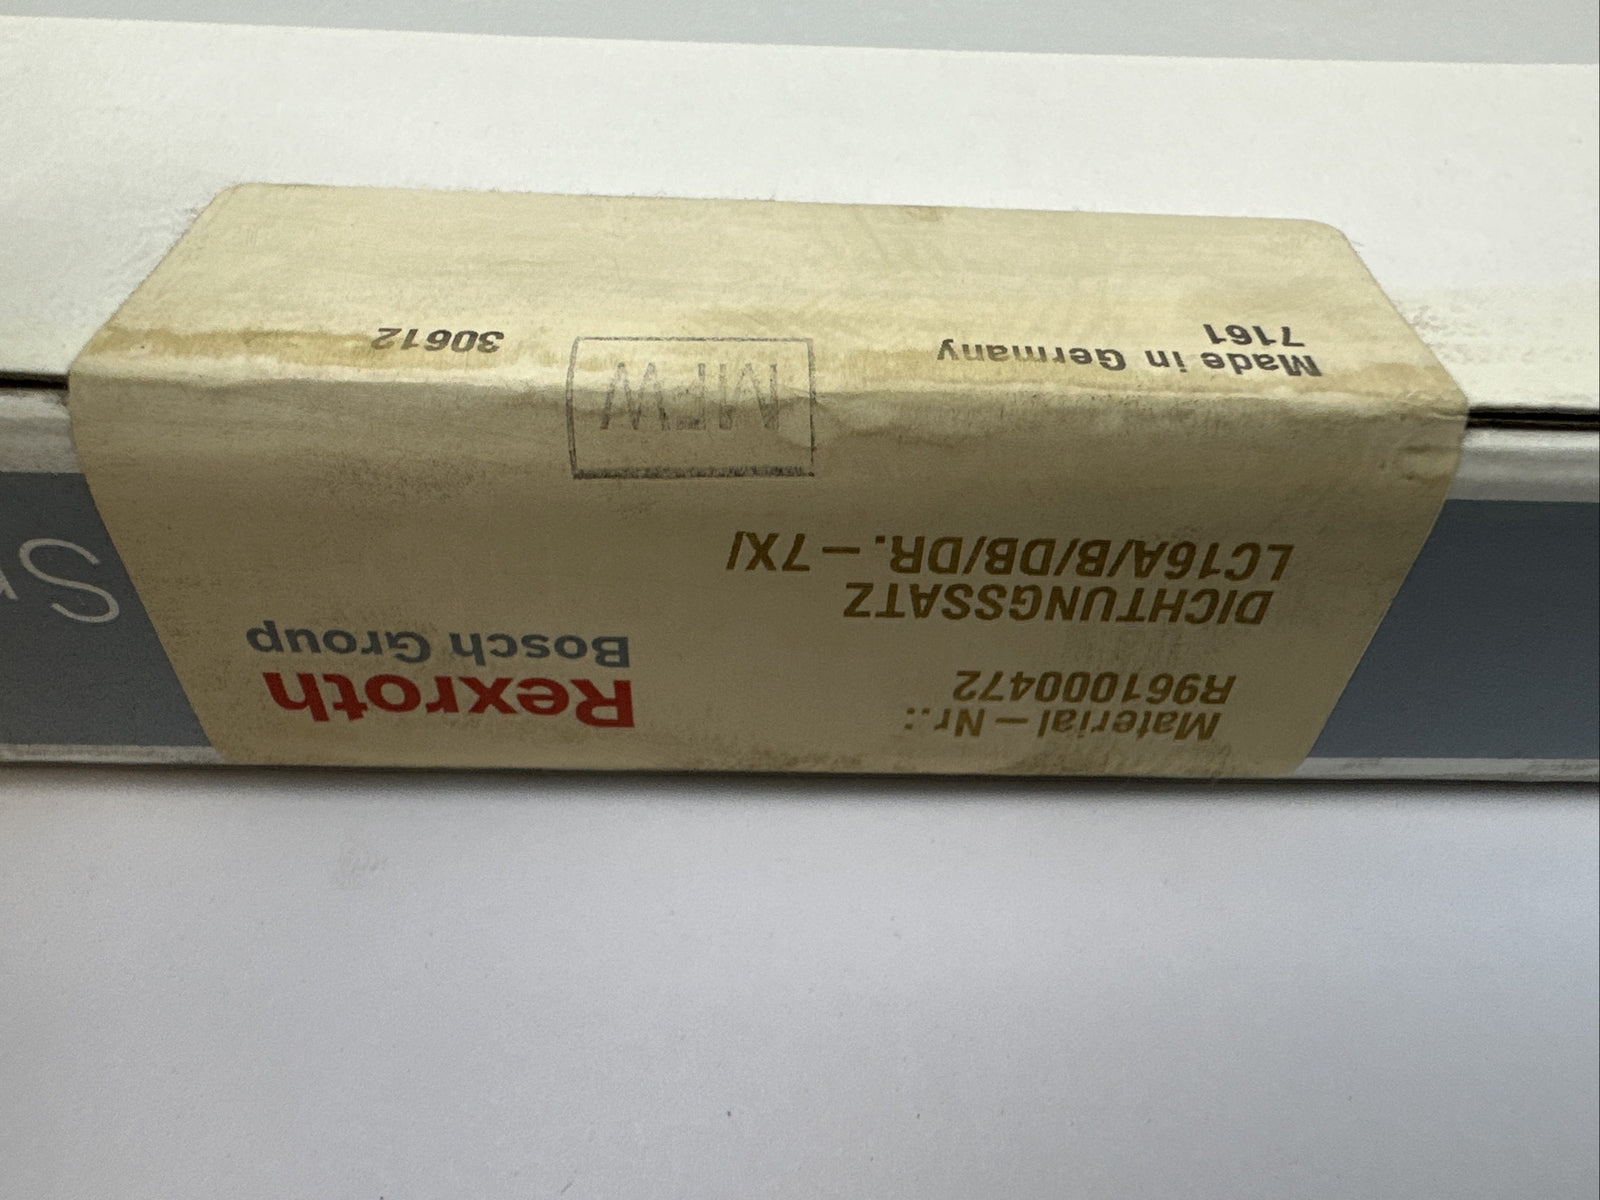 Material – Nr.:
R961000472
DICHTUNGSSATZ
LC16A/B/DB/DR. – 7X/
Rexroth
Bosch Group
MFW
Made in Germany
7161
30612